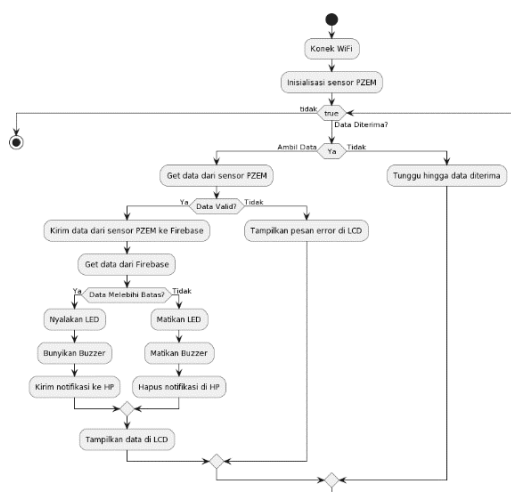 Konek WiFi
Inisialisasi sensor PZEM
tidak
true
Data Diterima?
Ambil Data
Ya
Tidak
Get data dari sensor PZEM
Tunggu hingga data diterima
Ya
Data Valid?
Tidak
Kirim data dari sensor PZEM ke Firebase
Tampilkan pesan error di LCD
Get data dari Firebase
Ya
Data Melebihi Batas?
Tidak
Nyalakan LED
Matikan LED
Bunyikan Buzzer
Matikan Buzzer
Kirim notifikasi ke HP
Hapus notifikasi di HP
Tampilkan data di LCD